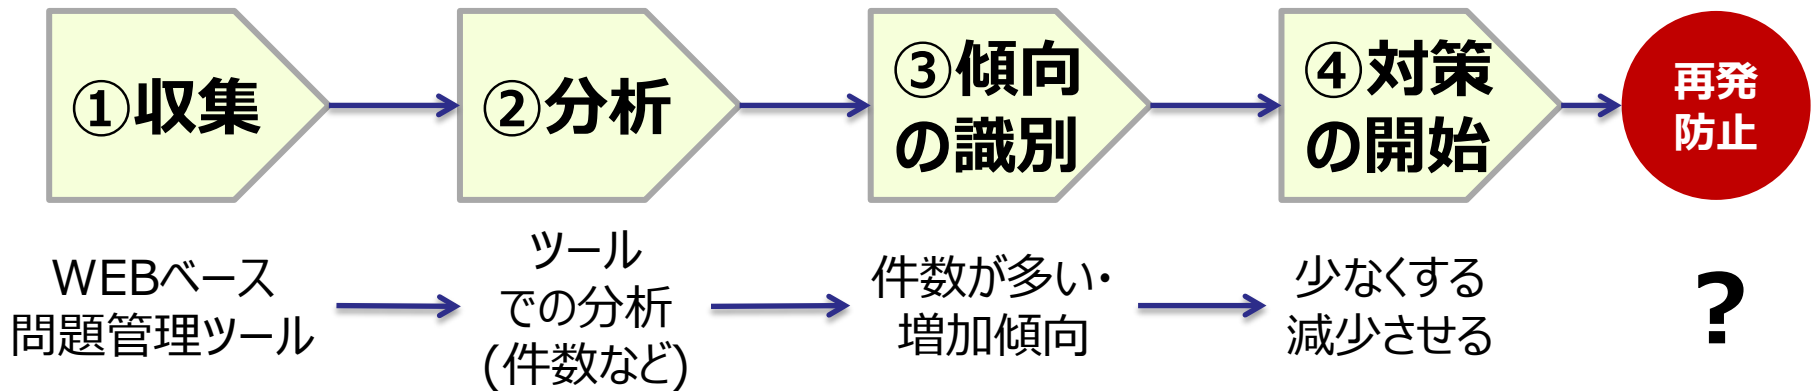 ①収集
②分析
③傾向
の識別
④対策
の開始
再発
防止
WEBベース
問題管理ツール
ツール
での分析
(件数など)
件数が多い・
増加傾向
少なくする
減少させる
?